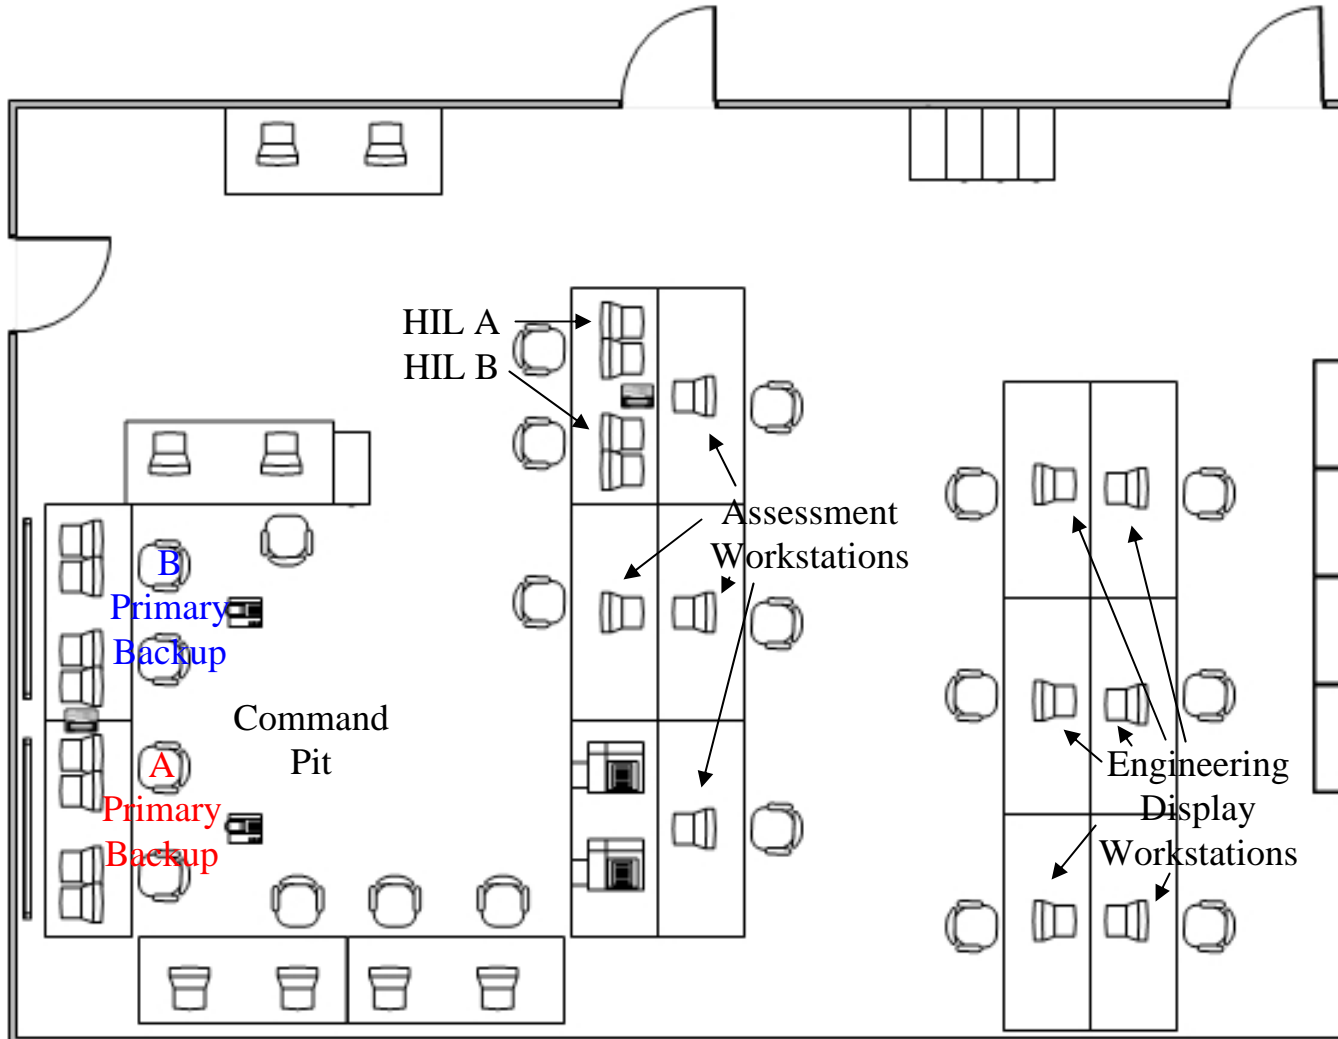 HIL A
HIL B
Assessment
Workstations
B
Primary
Backup
Command
Pit
A
Primary
Backup
Engineering
Display
Workstations